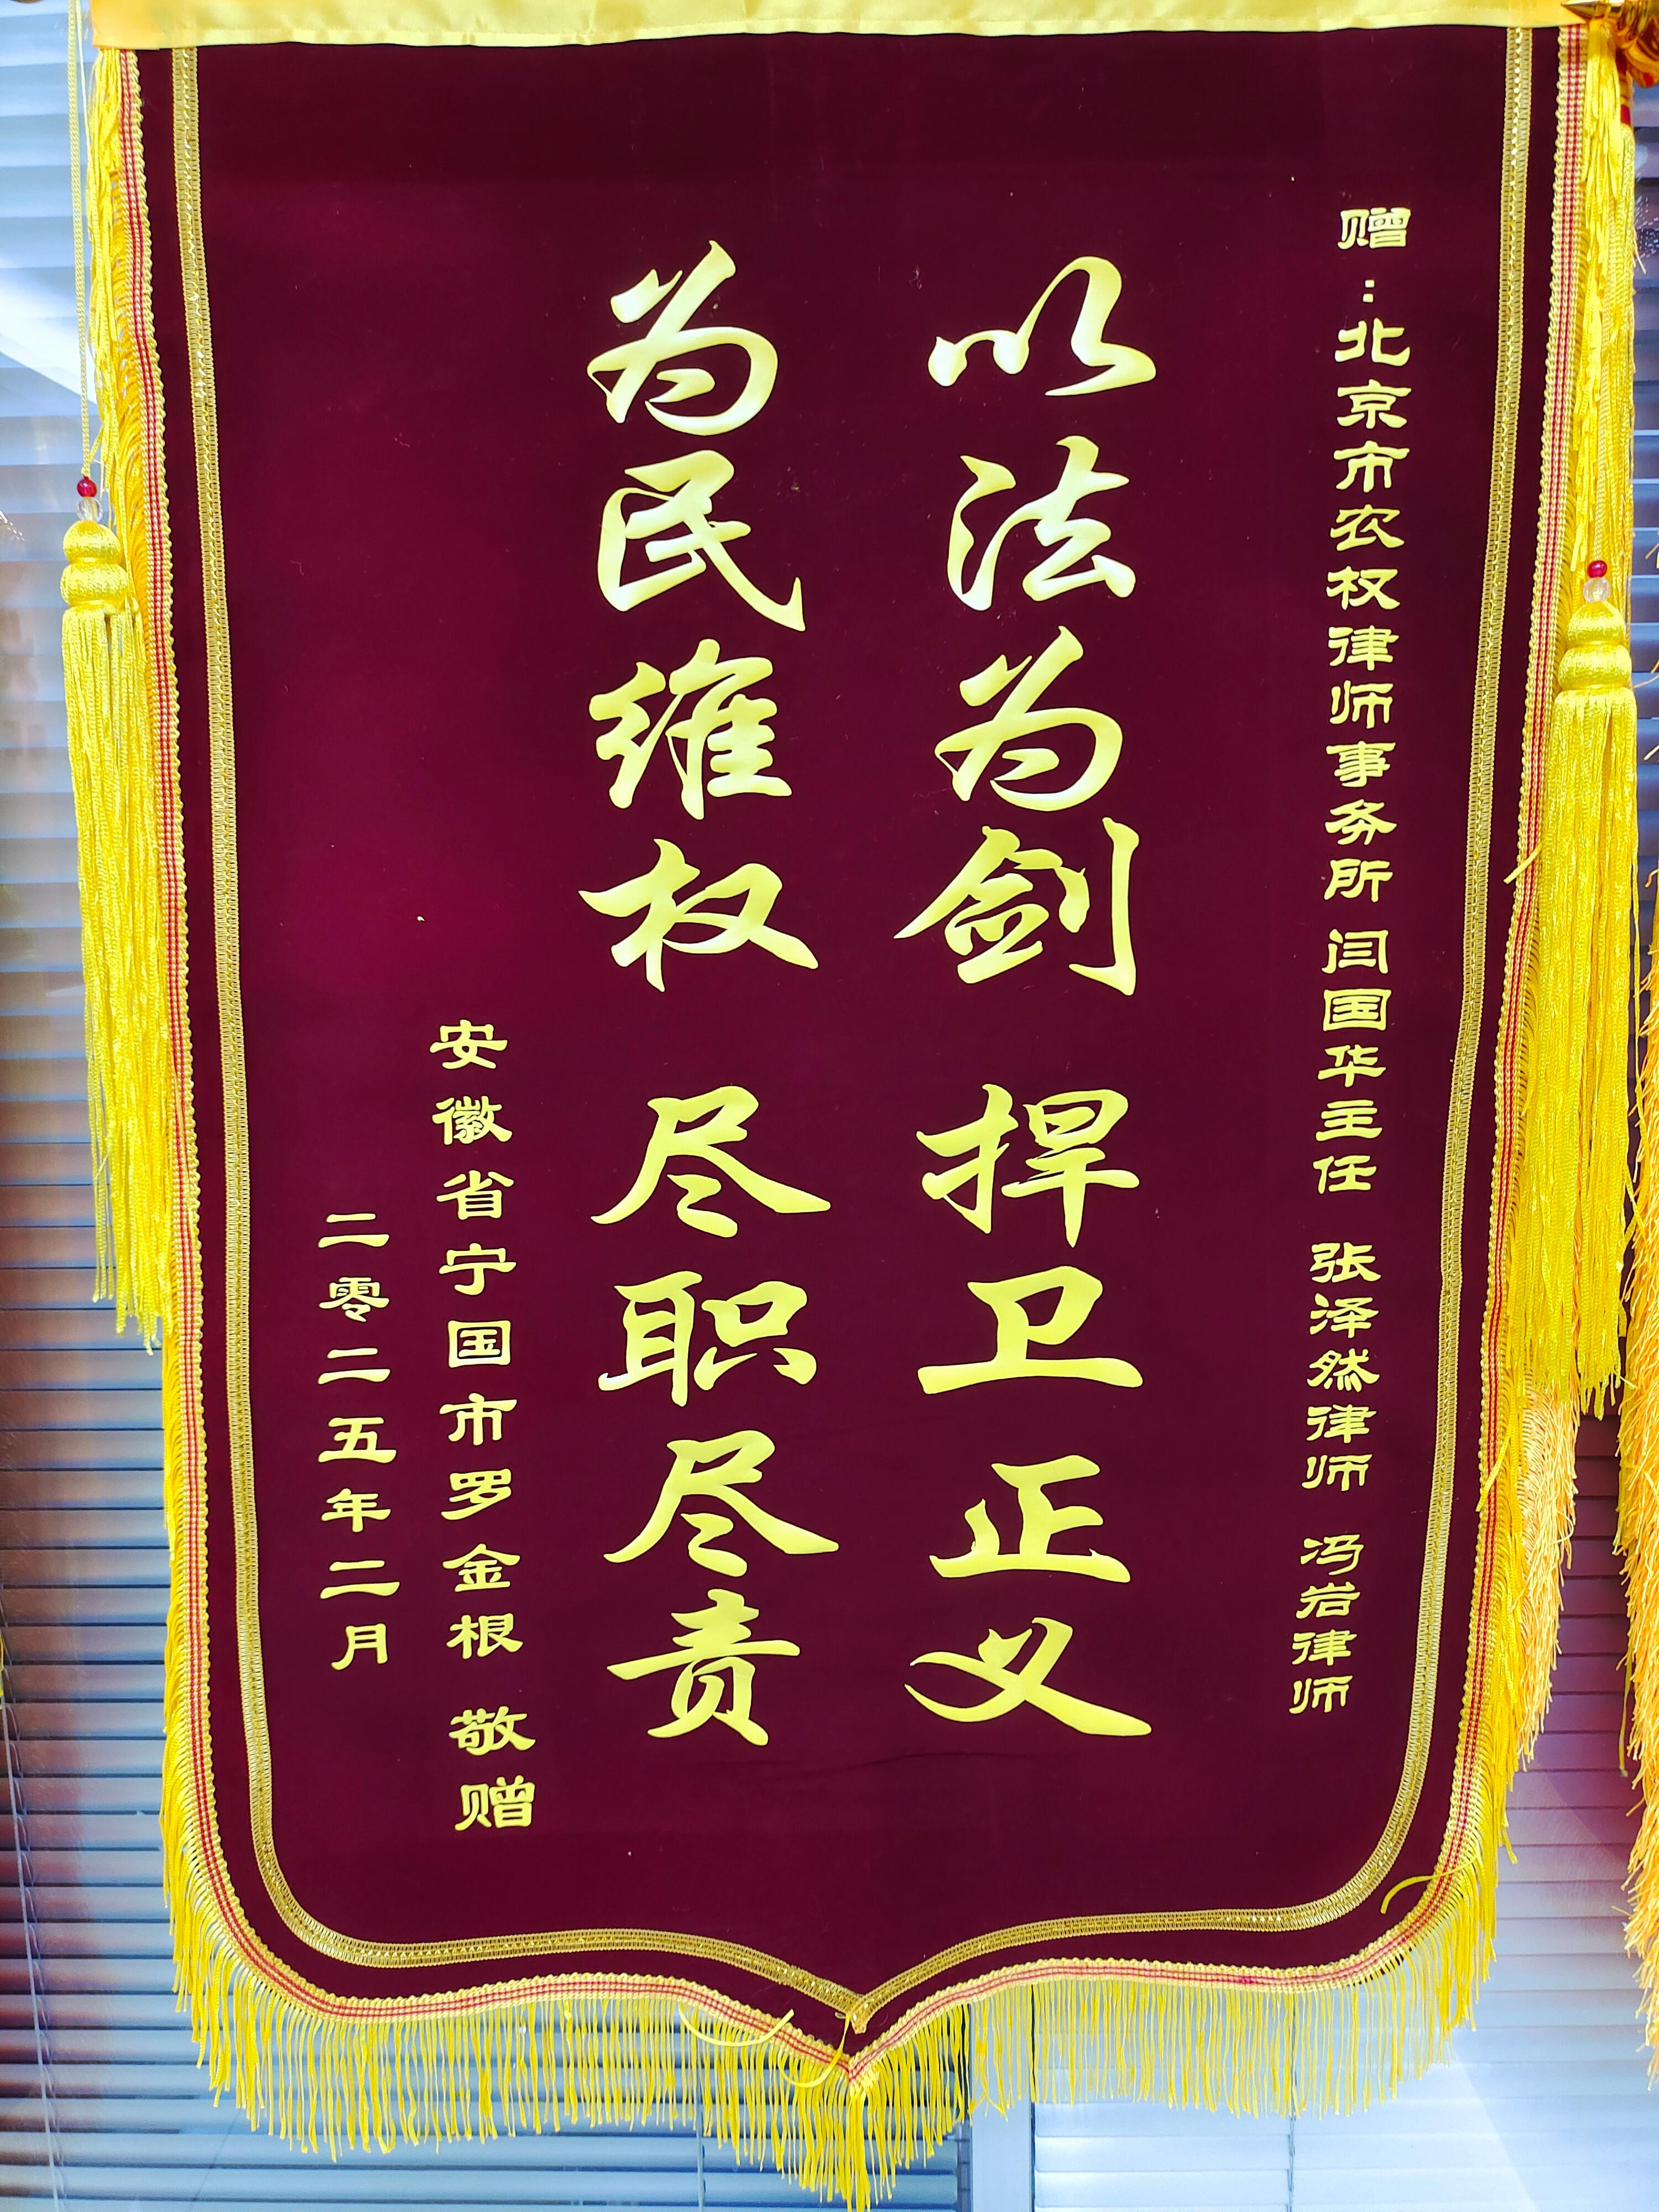 赠：北京市农权律师事务所 闫国华主任 张泽然律师 冯岩律师
以法为剑 捍卫正义
为民维权 尽职尽责
安徽省宁国市罗金根 敬赠
二零二五年二月